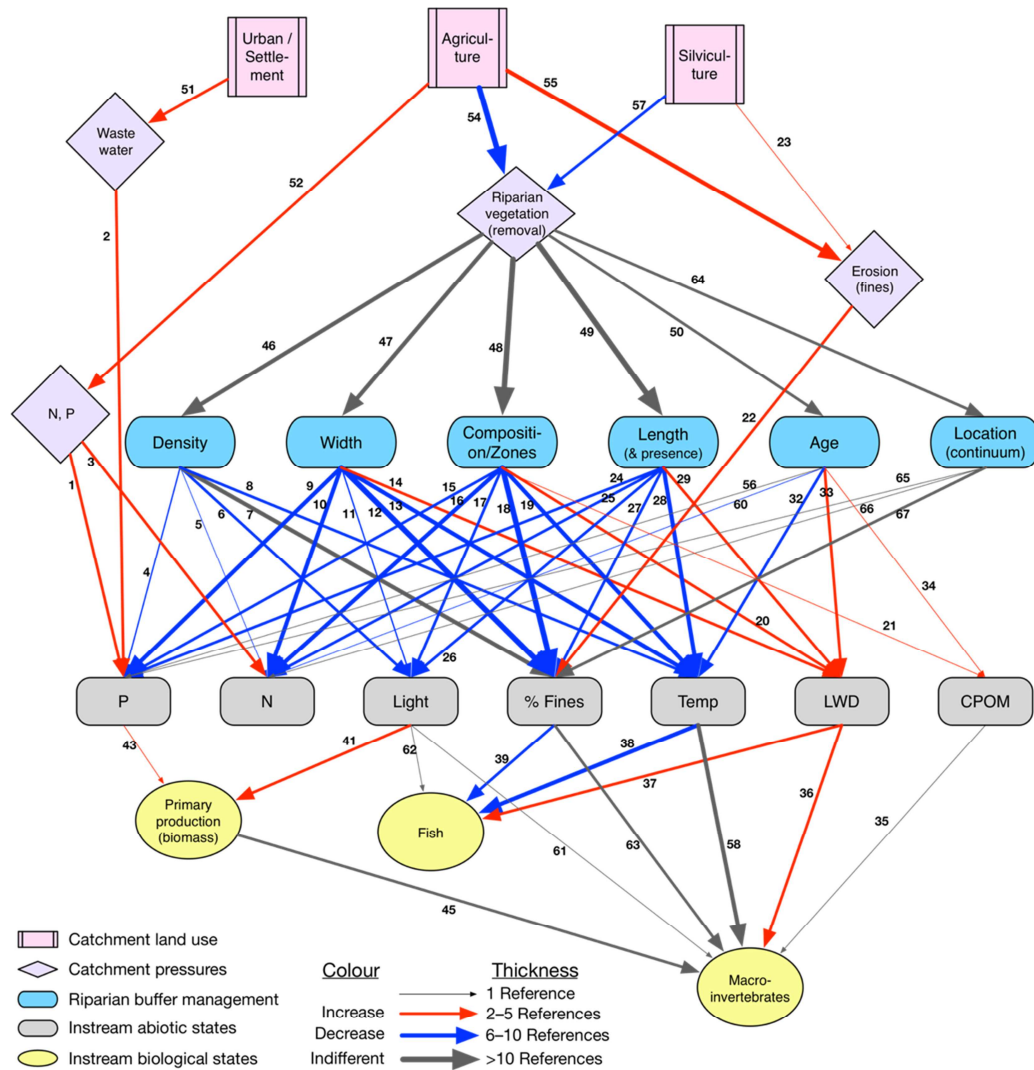 Urban /
Settle-
ment
Agricul-
ture
Silvicul-
ture
51
55
54
57
23
Waste
water
52
2
Riparian
vegetation
(removal)
Erosion
(fines)
64
46
47
48
49
50
22
N, P
Density
Width
Compositi-
on/Zones
Length
(& presence)
Age
Location
(continuum)
1
3
8
9
14
15
24
29
56
65
4
5
6
7
10
11
12
13
16
17
18
19
25
27
28
60
32
33
66
67
34
20
21
26
P
N
Light
% Fines
Temp
LWD
CPOM
43
41
62
39
38
37
36
35
Primary
production
(biomass)
Fish
61
63
58
45
Macro-
invertebrates
Catchment land use
Catchment pressures
Riparian buffer management
Instream abiotic states
Instream biological states
Colour
Thickness
1 Reference
Increase
2–5 References
Decrease
6–10 References
Indifferent
>10 References